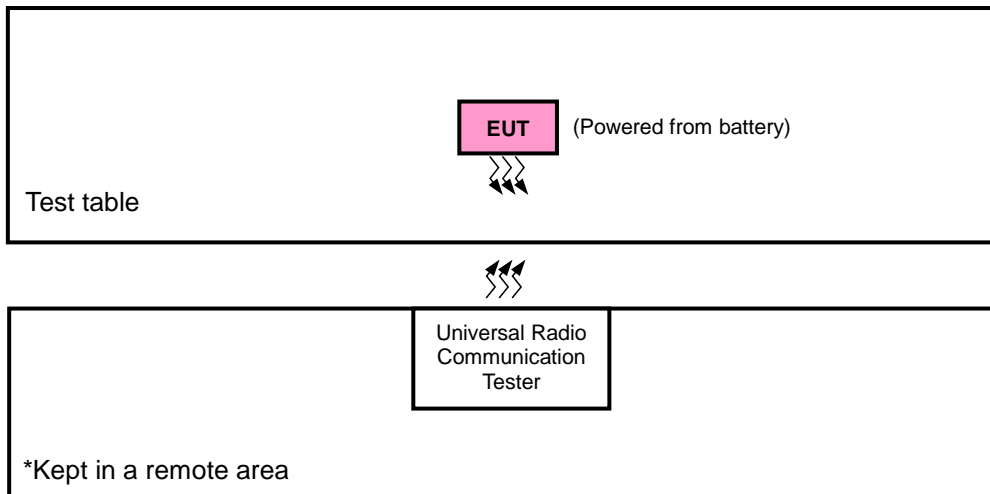 EUT
(Powered from battery)
Test table
Universal Radio
Communication
Tester
*Kept in a remote area